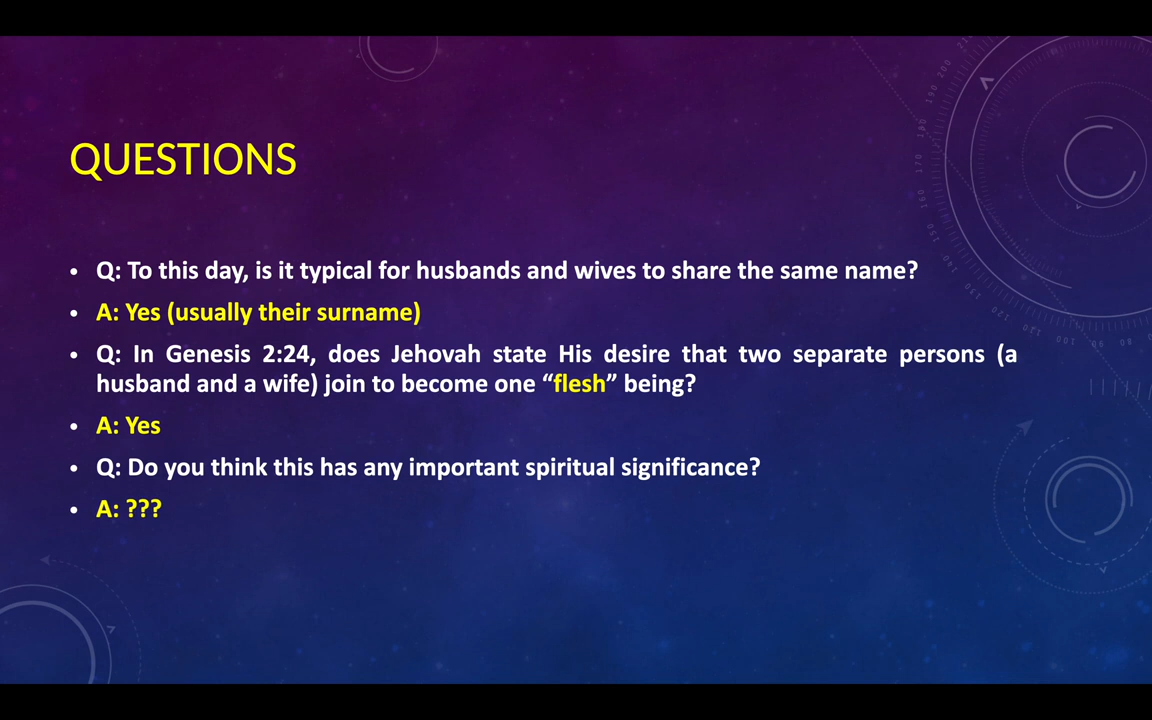 QUESTIONS
• Q: To this day, is it typical for husbands and wives to share the same name?
• A: Yes (usually their surname)
• Q: In Genesis 2:24, does Jehovah state His desire that two separate persons (a
husband and a wife) join to become one “flesh” being?
• A: Yes
• Q: Do you think this has any important spiritual significance?
• A: ???